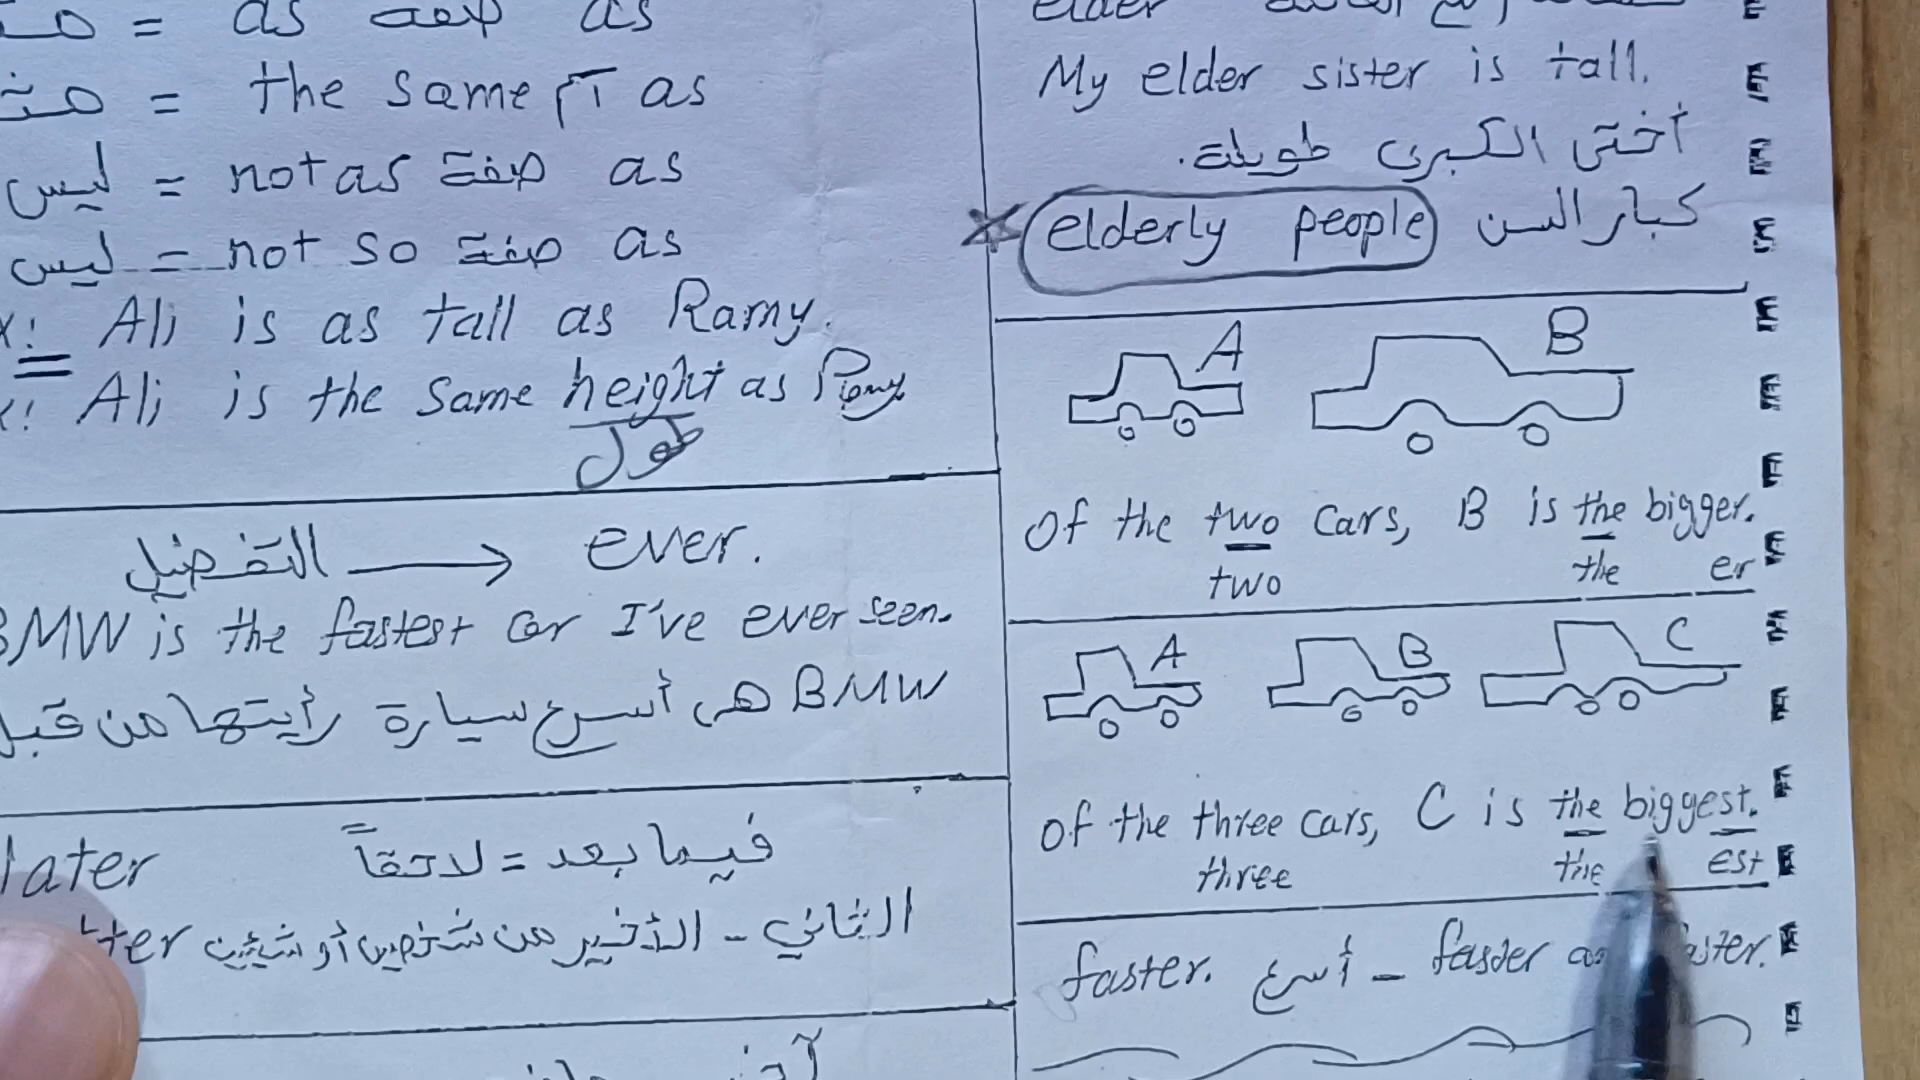 = as صفة as
= the same اسم as
ليس = not as صفة as
ليس = not so صفة as
Ali is as tall as Ramy.
Ali is the same height as Ramy.
طول
التفضيل → ever.
BMW is the fastest car I've ever seen.
BMW هى أسرع سيارة رأيتها من قبل
later فيما بعد = لاحقاً
الثاني - الأخير من شخصين أو شيئين
elder
My elder sister is tall.
أختى الكبرى طويلة.
elderly people كبار السن
A B
Of the two cars, B is the bigger.
two the er
A B C
Of the three cars, C is the biggest.
three the est
faster. أسرع - faster